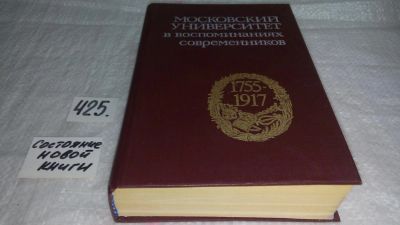 МОСКОВСКИЙ
УНИВЕРСИТЕТ
в воспоминаниях
современников
1755-
1917
425.
Состояние
новой
книги